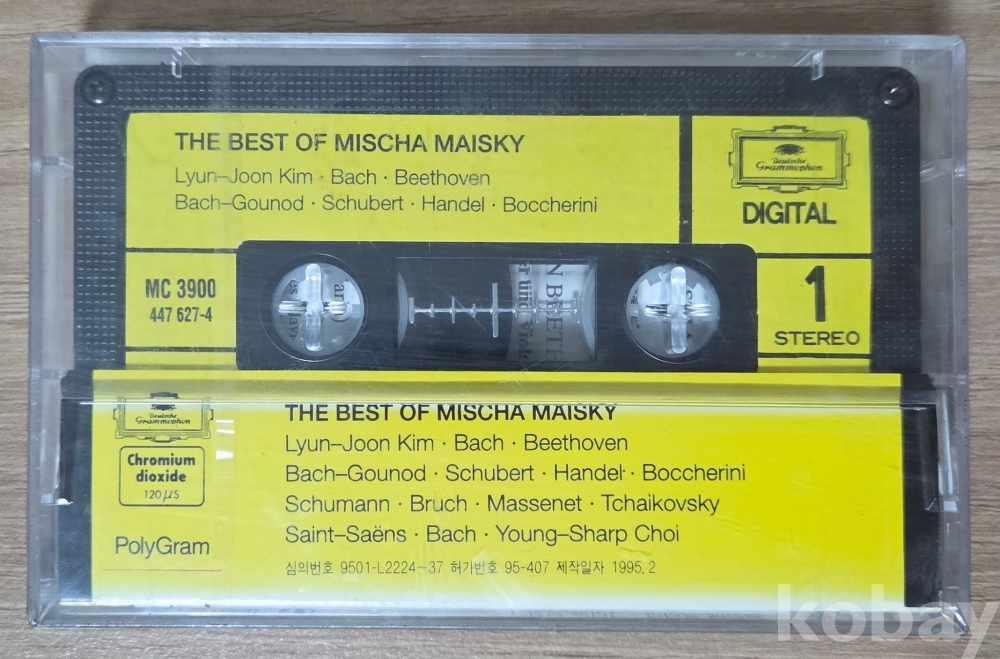 THE BEST OF MISCHA MAISKY
Lyun–Joon Kim · Bach · Beethoven
Bach–Gounod · Schubert · Handel · Boccherini
Deutsche
Grammophon
DIGITAL
MC 3900
447 627-4
1
STEREO
Deutsche
Grammophon
Chromium
dioxide
120 µS
PolyGram
THE BEST OF MISCHA MAISKY
Lyun–Joon Kim · Bach · Beethoven
Bach–Gounod · Schubert · Handel · Boccherini
Schumann · Bruch · Massenet · Tchaikovsky
Saint–Saëns · Bach · Young–Sharp Choi
심의번호 9501-L2224~37 허가번호 95-407 제작일자 1995.2
kobay